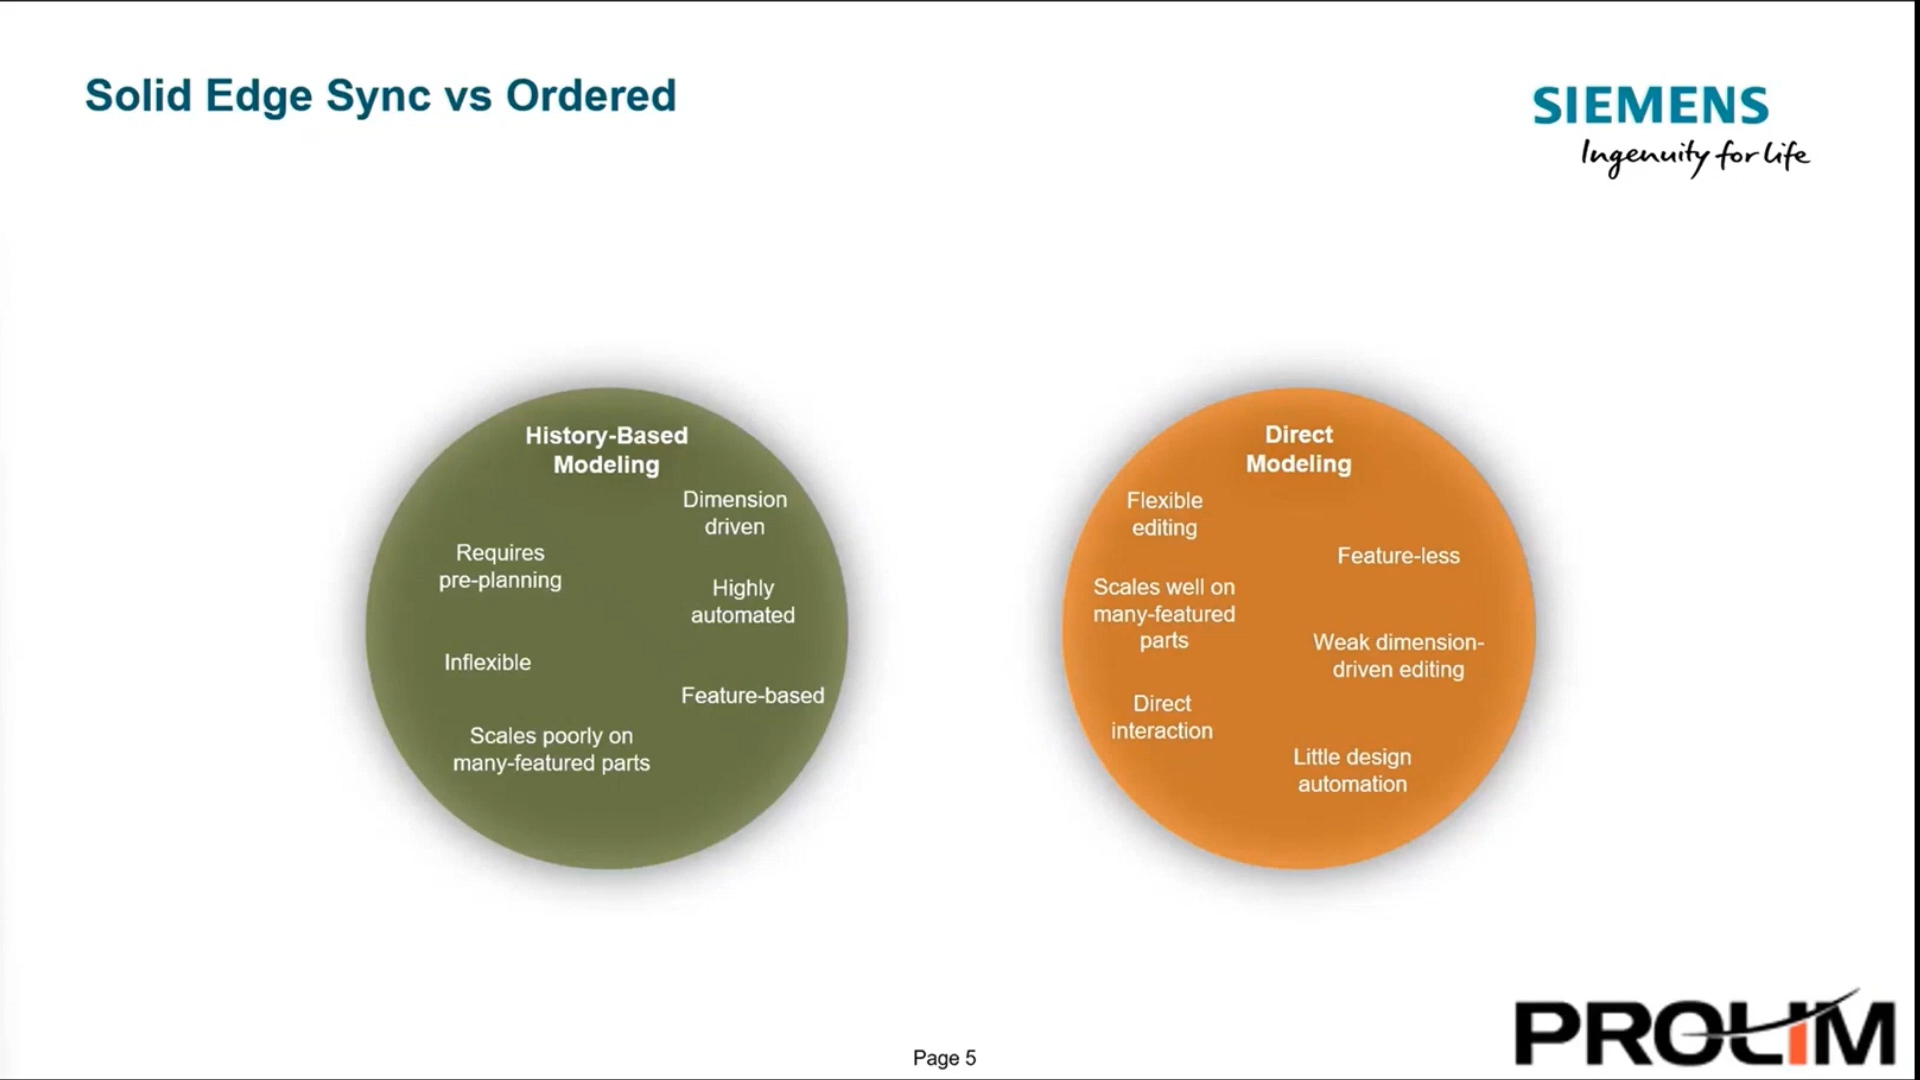 Solid Edge Sync vs Ordered
SIEMENS
Ingenuity for life
History-Based
Modeling
Dimension
driven
Requires
pre-planning
Highly
automated
Inflexible
Feature-based
Scales poorly on
many-featured parts
Direct
Modeling
Flexible
editing
Feature-less
Scales well on
many-featured
parts
Weak dimension-
driven editing
Direct
interaction
Little design
automation
Page 5
PROLIM